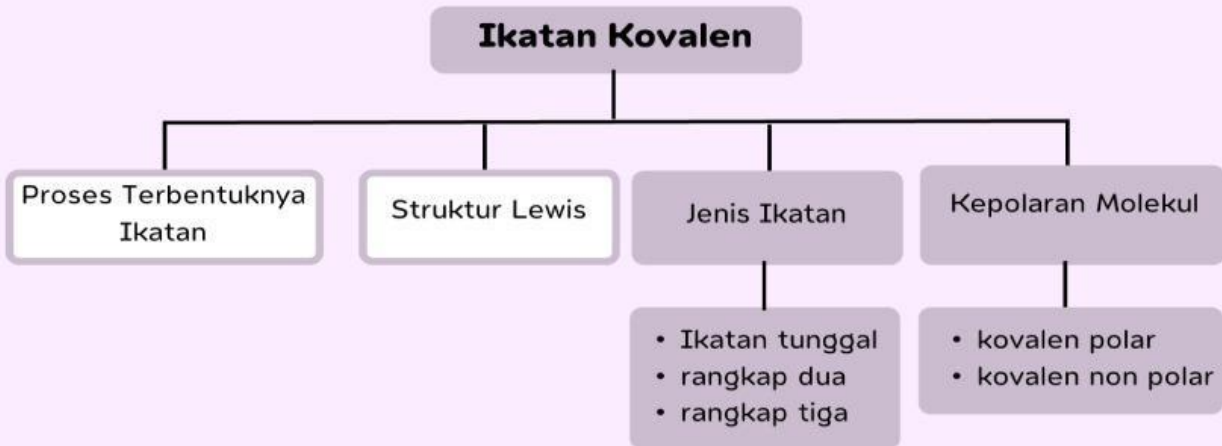 Ikatan Kovalen
Proses Terbentuknya
Ikatan
Struktur Lewis
Jenis Ikatan
Kepolaran Molekul
• Ikatan tunggal
• rangkap dua
• rangkap tiga
• kovalen polar
• kovalen non polar